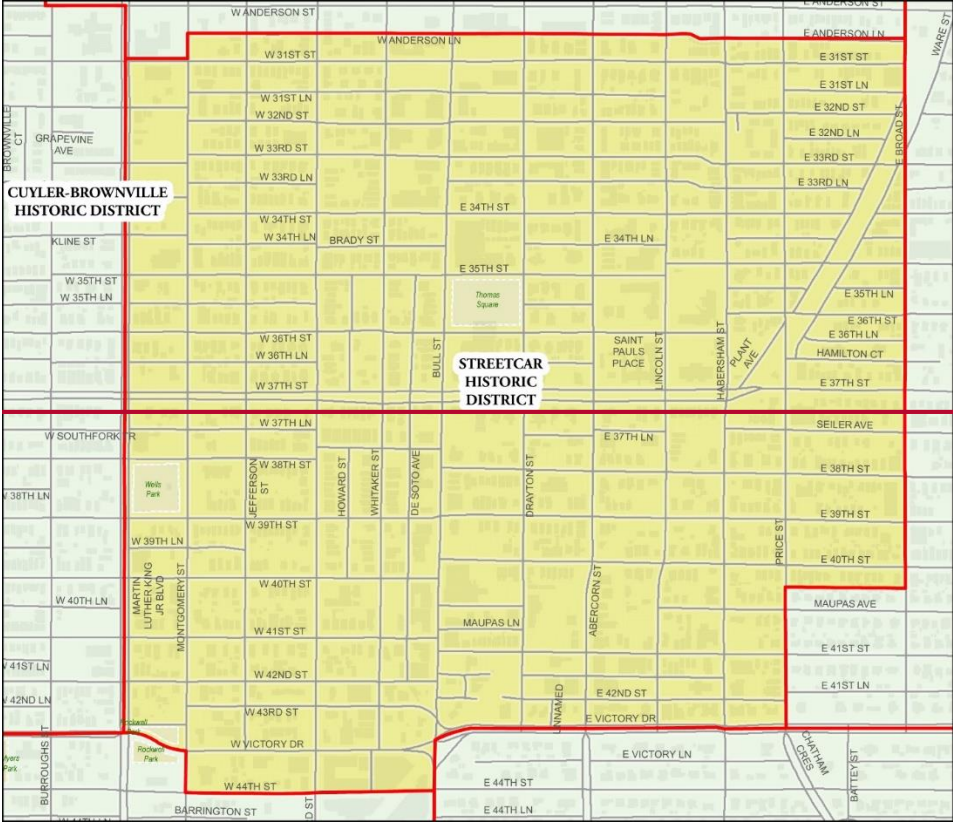 W ANDERSON ST
E ANDERSON ST
W ANDERSON LN
E ANDERSON LN
WARE ST
W 31ST ST
E 31ST ST
W 31ST LN
E 31ST LN
W 32ND ST
E 32ND ST
BROWNVILLE
CT
GRAPEVINE
AVE
E 32ND LN
E BROAD ST
W 33RD ST
E 33RD ST
W 33RD LN
E 33RD LN
CUYLER-BROWNVILLE
HISTORIC DISTRICT
E 34TH ST
W 34TH ST
KLINE ST
W 34TH LN
BRADY ST
E 34TH LN
E 35TH ST
W 35TH ST
W 35TH LN
Thomas
Square
E 35TH LN
E 36TH ST
W 36TH ST
E 36TH LN
W 36TH LN
BULL ST
SAINT
PAULS
PLACE
LINCOLN ST
HABERSHAM ST
PLANT
AVE
HAMILTON CT
STREETCAR
HISTORIC
DISTRICT
W 37TH ST
E 37TH ST
W 37TH LN
SEILER AVE
W SOUTHFORK TR
E 37TH LN
W 38TH ST
E 38TH ST
Wells
Park
JEFFERSON
ST
HOWARD ST
WHITAKER ST
DE SOTO AVE
DRAYTON ST
W 38TH LN
W 39TH ST
E 39TH ST
W 39TH LN
PRICE ST
E 40TH ST
MARTIN
LUTHER KING
JR BLVD
MONTGOMERY ST
W 40TH ST
ABERCORN ST
W 40TH LN
MAUPAS AVE
MAUPAS LN
W 41ST ST
E 41ST ST
W 41ST LN
W 42ND ST
E 41ST LN
W 42ND LN
E 42ND ST
UNNAMED
W 43RD ST
E VICTORY DR
Rockwell
Park
W VICTORY DR
Rockwell
Park
BURROUGHS ST
Myers
Park
E VICTORY LN
CHATHAM
CRES
BATTEY ST
W 44TH ST
E 44TH ST
BARRINGTON ST
D ST
E 44TH LN
W 44TH LN